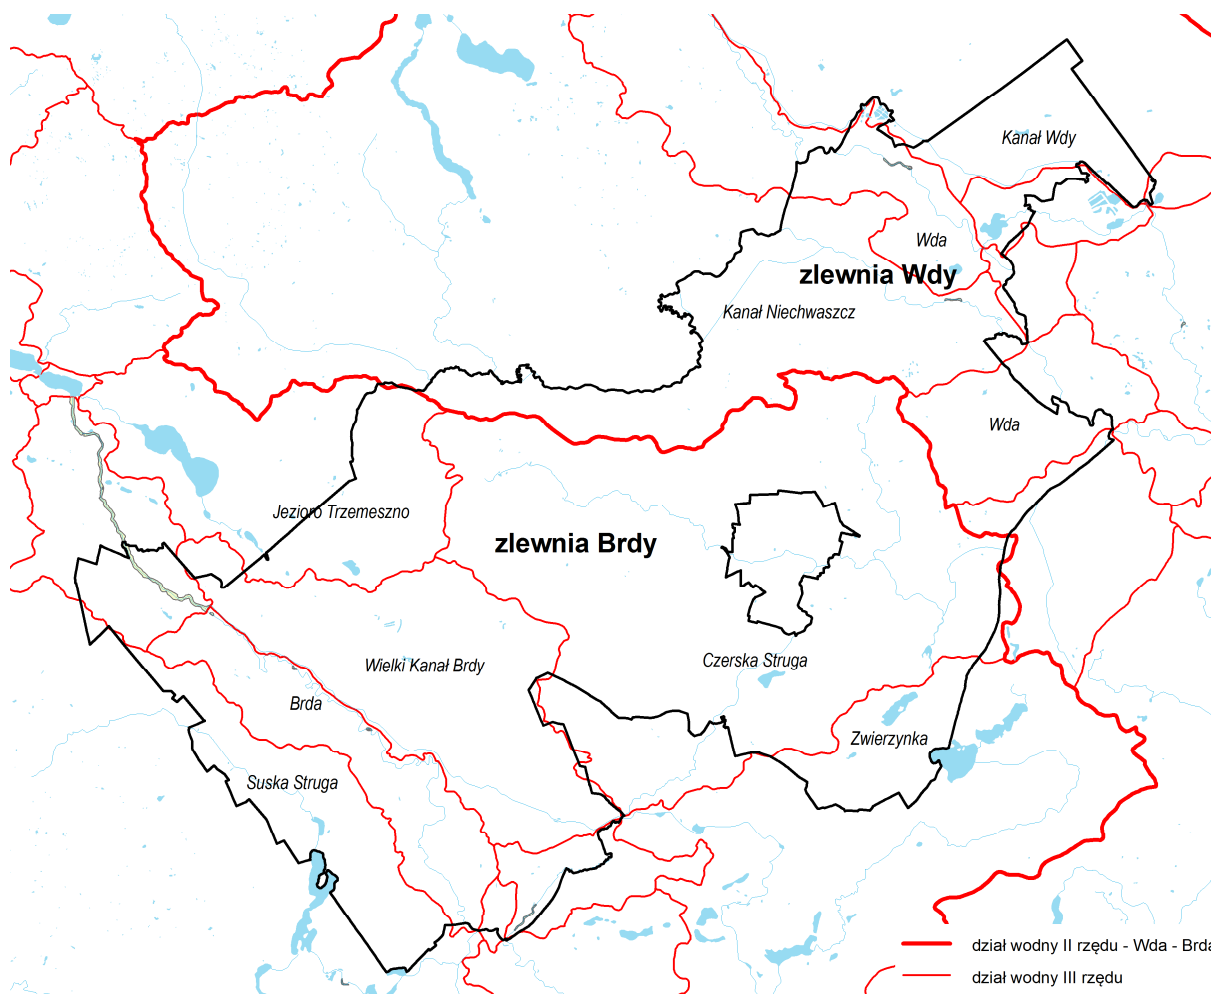 Kanał Wdy
Wda
zlewnia Wdy
Kanał Niechwaszcz
Wda
Jezioro Trzemeszno
zlewnia Brdy
Czerska Struga
Wielki Kanał Brdy
Brda
Zwierzynka
Suska Struga
dział wodny II rzędu - Wda - Brda
dział wodny III rzędu